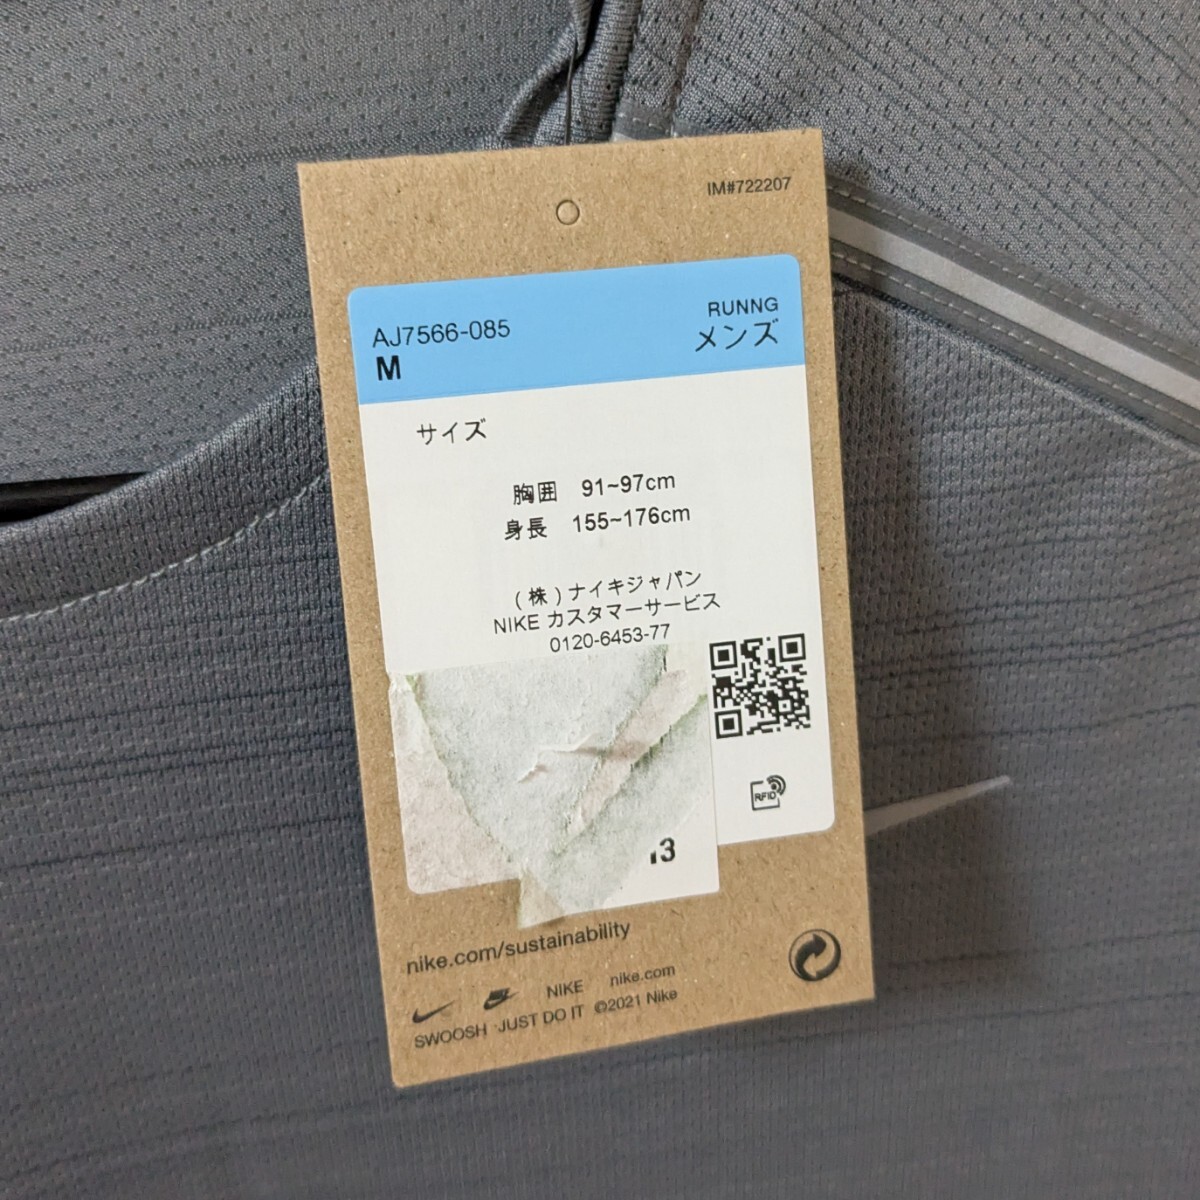 IM#722207
AJ7566-085
RUNNG
M
メンズ
サイズ
胸囲 91~97cm
身長 155~176cm
(株)ナイキジャパン
NIKE カスタマーサービス
0120-6453-77
RFID
13
nike.com/sustainability
NIKE nike.com
SWOOSH JUST DO IT ©2021 Nike